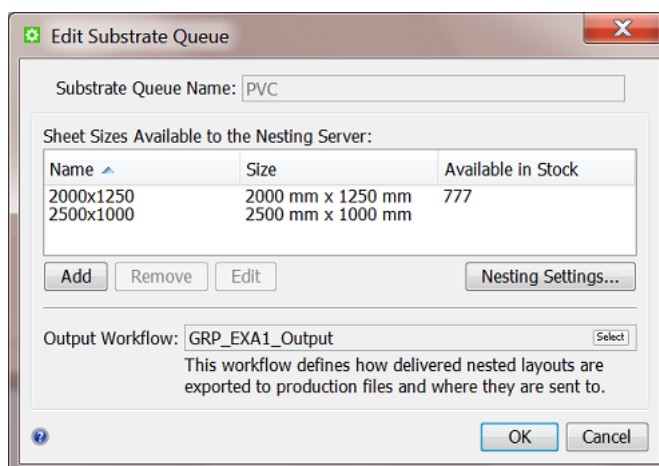 Edit Substrate Queue
X
Substrate Queue Name: PVC
Sheet Sizes Available to the Nesting Server:
Name Size Available in Stock
2000x1250 2000 mm x 1250 mm 777
2500x1000 2500 mm x 1000 mm
Add Remove Edit Nesting Settings...
Output Workflow: GRP_EXA1_Output Select
This workflow defines how delivered nested layouts are
exported to production files and where they are sent to.
? OK Cancel